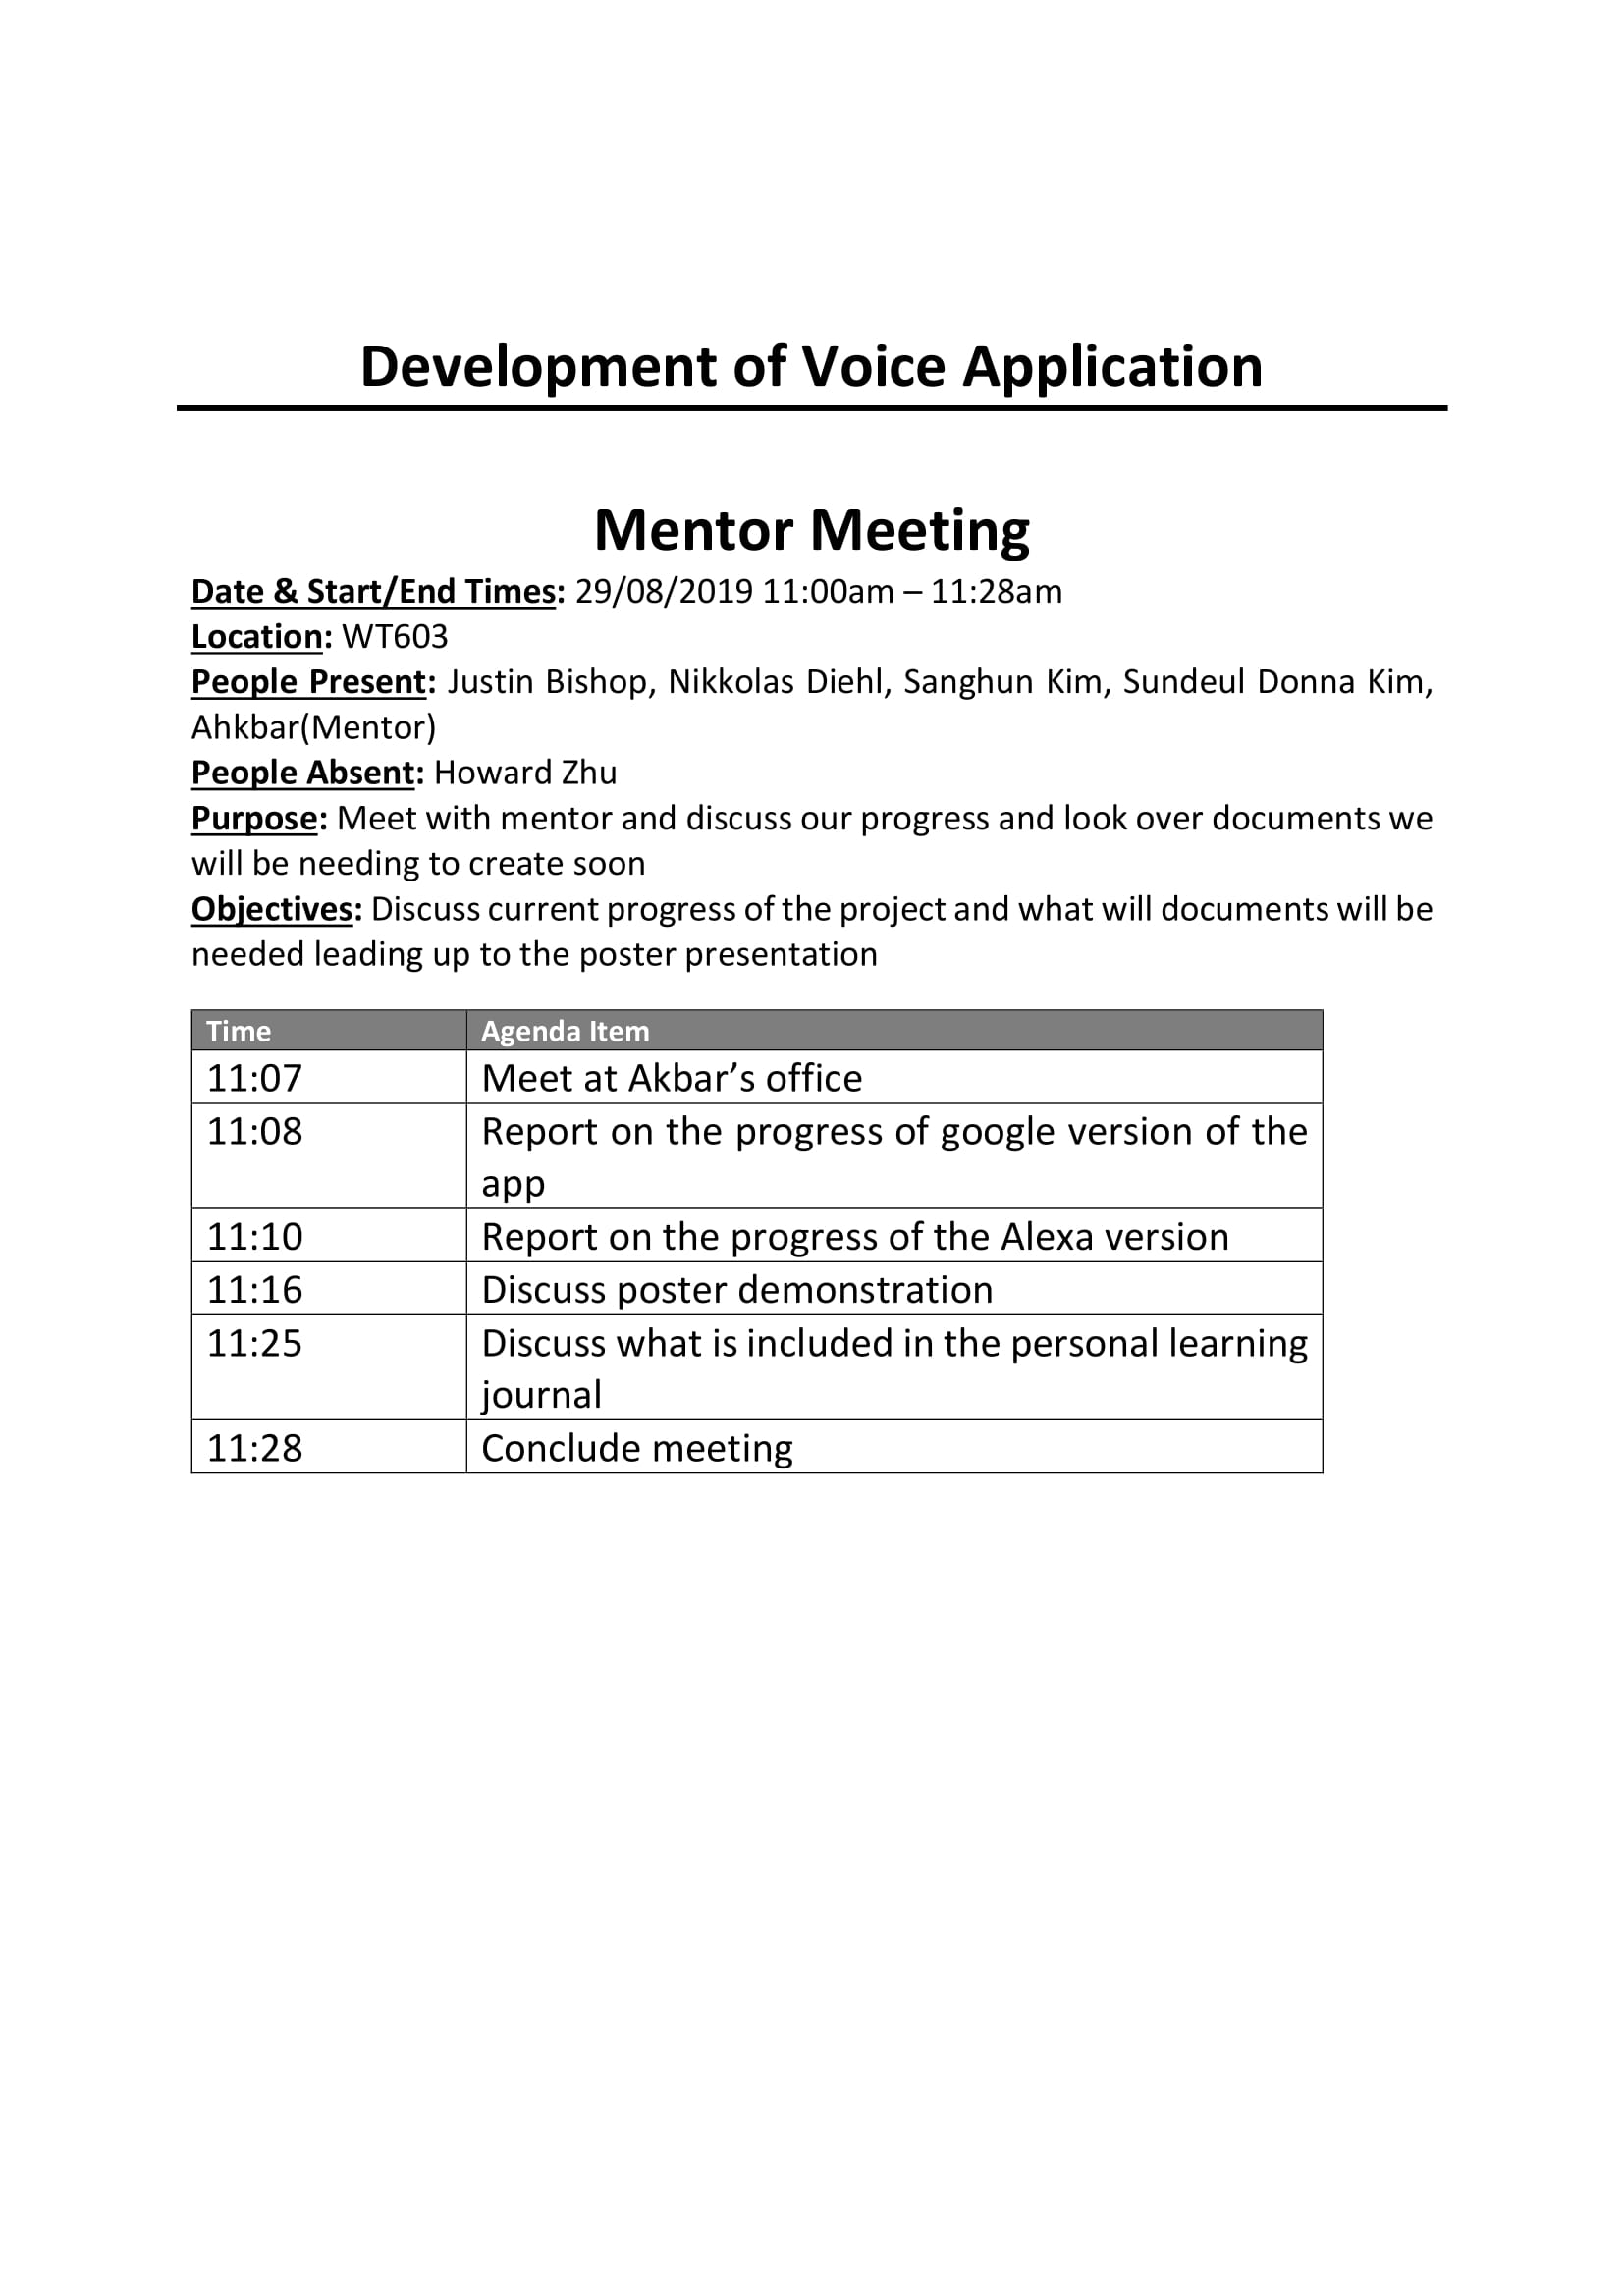 Development of Voice Application
Mentor Meeting
Date & Start/End Times: 29/08/2019 11:00am – 11:28am
Location: WT603
People Present: Justin Bishop, Nikkolas Diehl, Sanghun Kim, Sundeul Donna Kim,
Ahkbar(Mentor)
People Absent: Howard Zhu
Purpose: Meet with mentor and discuss our progress and look over documents we
will be needing to create soon
Objectives: Discuss current progress of the project and what will documents will be
needed leading up to the poster presentation
Time Agenda Item
11:07 Meet at Akbar’s office
11:08 Report on the progress of google version of the
app
11:10 Report on the progress of the Alexa version
11:16 Discuss poster demonstration
11:25 Discuss what is included in the personal learning
journal
11:28 Conclude meeting